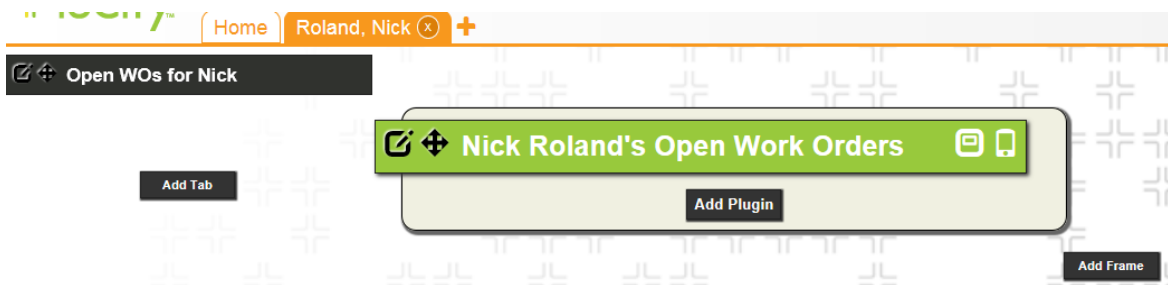 Home
Roland, Nick x
Open WOs for Nick
Nick Roland's Open Work Orders
Add Tab
Add Plugin
Add Frame